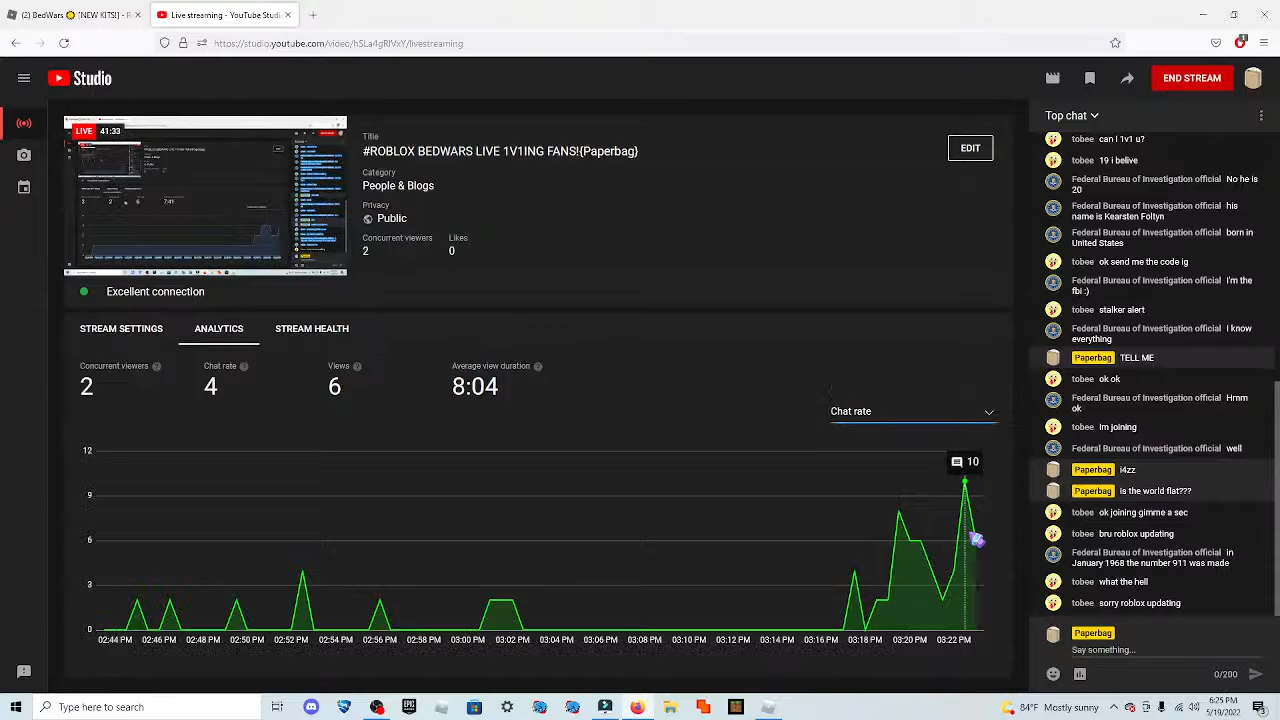 (2) BedWars [NEW KITS!] - R
Live streaming - YouTube Studi
https://studio.youtube.com/video/hSLa4gRlVxY/livestreaming
Studio
END STREAM
LIVE 41:33
Title
#ROBLOX BEDWARS LIVE 1V1ING FANS!(Paperbag)
EDIT
Category
People & Blogs
Privacy
Public
Concurrent viewers Likes
2 0
Excellent connection
STREAM SETTINGS ANALYTICS STREAM HEALTH
Concurrent viewers Chat rate Views Average view duration
2 4 6 8:04
Chat rate
12
10
9
6
3
0
02:44 PM 02:46 PM 02:48 PM 02:50 PM 02:52 PM 02:54 PM 02:56 PM 02:58 PM 03:00 PM 03:02 PM 03:04 PM 03:06 PM 03:08 PM 03:10 PM 03:12 PM 03:14 PM 03:16 PM 03:18 PM 03:20 PM 03:22 PM
Top chat
tobee can i 1v1 u?
tobee so i belive
Federal Bureau of Investigation official No he is
20
Federal Bureau of Investigation official his
name is Kersten Foltyn
Federal Bureau of Investigation official born in
United States
tobee ok send me the code ig
Federal Bureau of Investigation official I'm the
fbi :)
tobee stalker alert
Federal Bureau of Investigation official I know
everything
Paperbag TELL ME
tobee ok ok
Federal Bureau of Investigation official Hmm
ok
tobee im joining
Federal Bureau of Investigation official well
Paperbag i4zz
Paperbag is the world flat???
tobee ok joining gimme a sec
tobee bru roblox updating
Federal Bureau of Investigation official in
January 1968 the number 911 was made
tobee what the hell
tobee sorry roblox updating
Paperbag
Say something...
0/200
Type here to search
84°F Mostly sunny
6:25 PM
5/10/2022